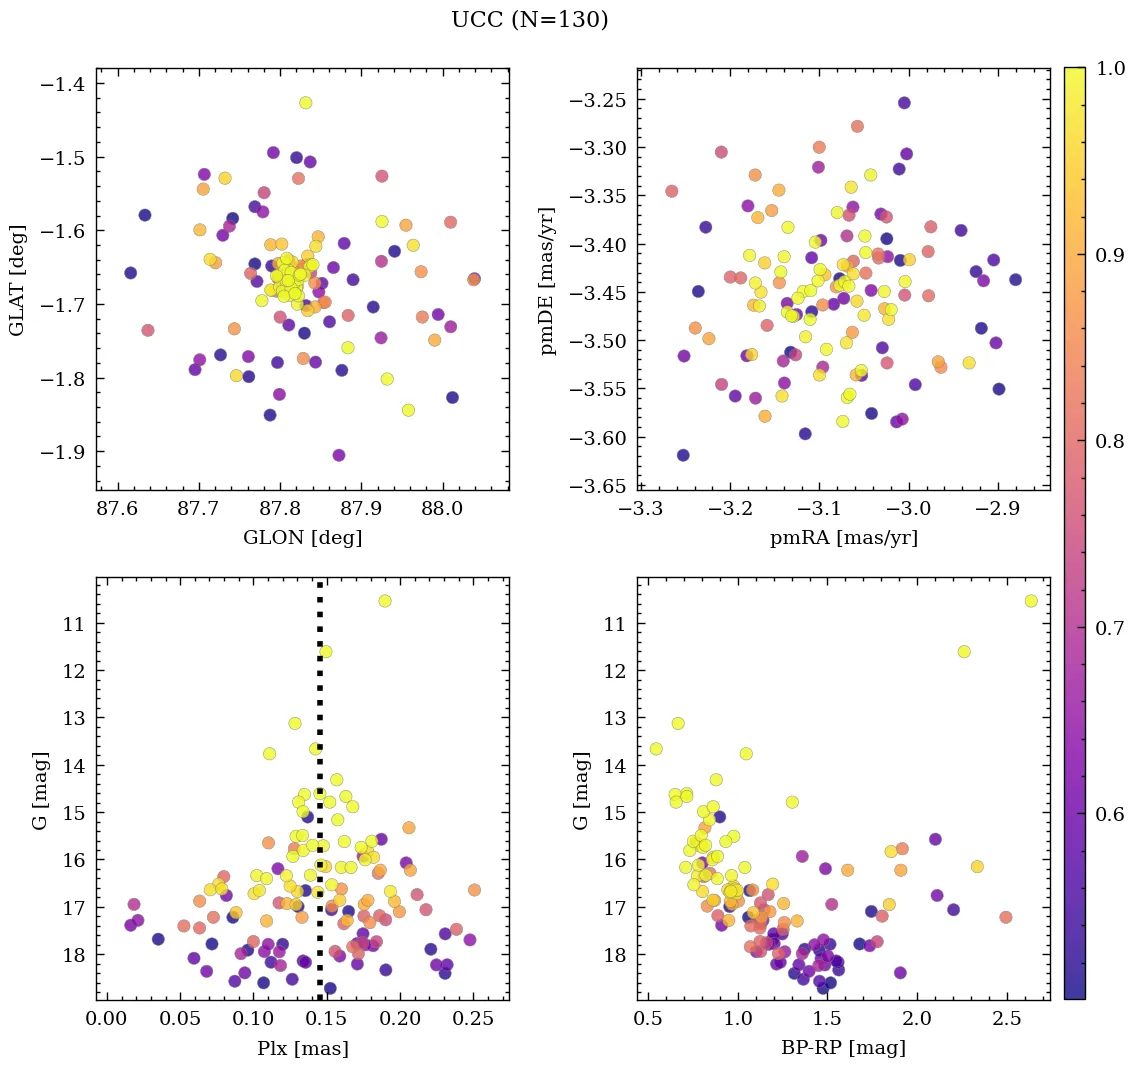 UCC (N=130)
−1.4
−1.5
−1.6
−1.7
−1.8
−1.9
GLAT [deg]
87.6 87.7 87.8 87.9 88.0
GLON [deg]
−3.25
−3.30
−3.35
−3.40
−3.45
−3.50
−3.55
−3.60
−3.65
pmDE [mas/yr]
−3.3 −3.2 −3.1 −3.0 −2.9
pmRA [mas/yr]
11
12
13
14
15
16
17
18
G [mag]
0.00 0.05 0.10 0.15 0.20 0.25
Plx [mas]
11
12
13
14
15
16
17
18
G [mag]
0.5 1.0 1.5 2.0 2.5
BP-RP [mag]
1.0
0.9
0.8
0.7
0.6